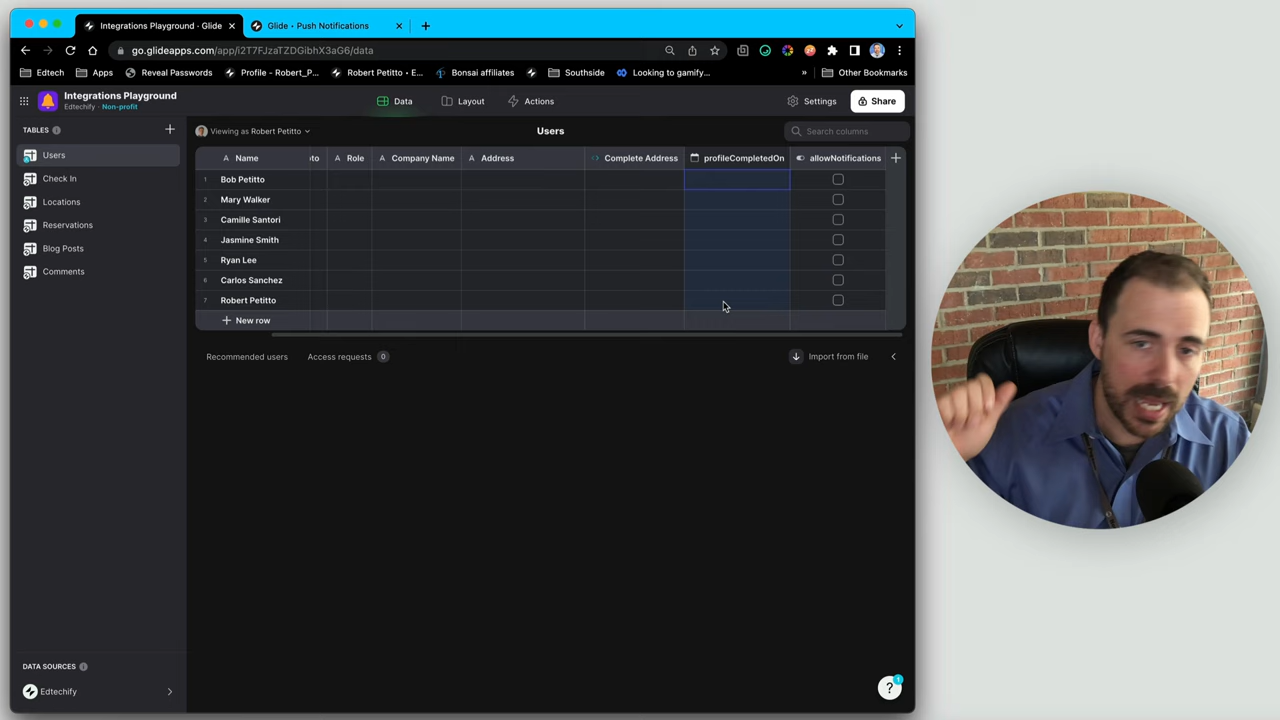 Integrations Playground · Glide
Glide • Push Notifications
go.glideapps.com/app/i2T7FJzaTZDGibhX3aG6/data
Edtech
Apps
Reveal Passwords
Profile - Robert_P...
Robert Petitto • E...
Bonsai affiliates
Southside
Looking to gamify...
»
Other Bookmarks
Integrations Playground
Edtechify · Non-profit
Data
Layout
Actions
Settings
Share
TABLES
Viewing as Robert Petitto
Users
Search columns
Users
Check In
Locations
Reservations
Blog Posts
Comments
Name
to
Role
Company Name
Address
Complete Address
profileCompletedOn
allowNotifications
1 Bob Petitto
2 Mary Walker
3 Camille Santori
4 Jasmine Smith
5 Ryan Lee
6 Carlos Sanchez
7 Robert Petitto
New row
Recommended users
Access requests 0
Import from file
DATA SOURCES
Edtechify
? 1